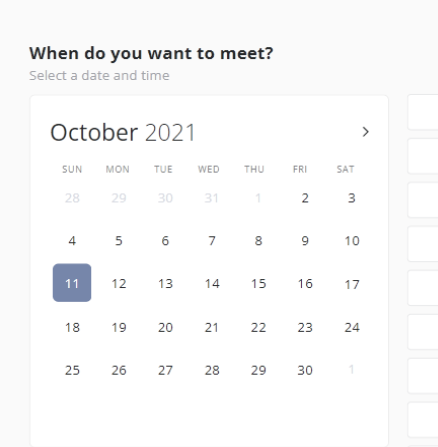 When do you want to meet?
Select a date and time
October 2021
SUN MON TUE WED THU FRI SAT
28 29 30 31 1 2 3
4 5 6 7 8 9 10
11 12 13 14 15 16 17
18 19 20 21 22 23 24
25 26 27 28 29 30 1